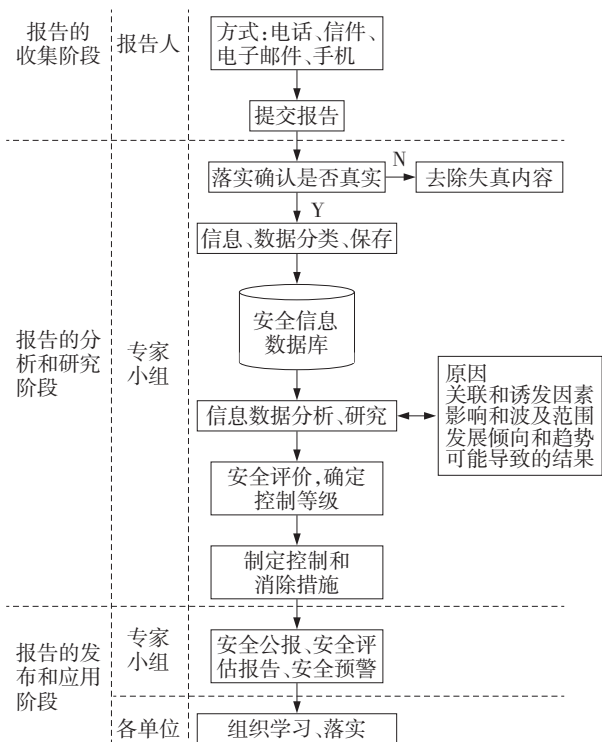 报告的
收集阶段
报告人
方式:电话、信件、
电子邮件、手机
提交报告
落实确认是否真实
N
去除失真内容
Y
信息、数据分类、保存
安全信息
数据库
报告的分
析和研究
阶段
专家
小组
信息数据分析、研究
原因
关联和诱发因素
影响和波及范围
发展倾向和趋势
可能导致的结果
安全评价,确定
控制等级
制定控制和
消除措施
报告的发
布和应用
阶段
专家
小组
安全公报、安全评
估报告、安全预警
各单位
组织学习、落实